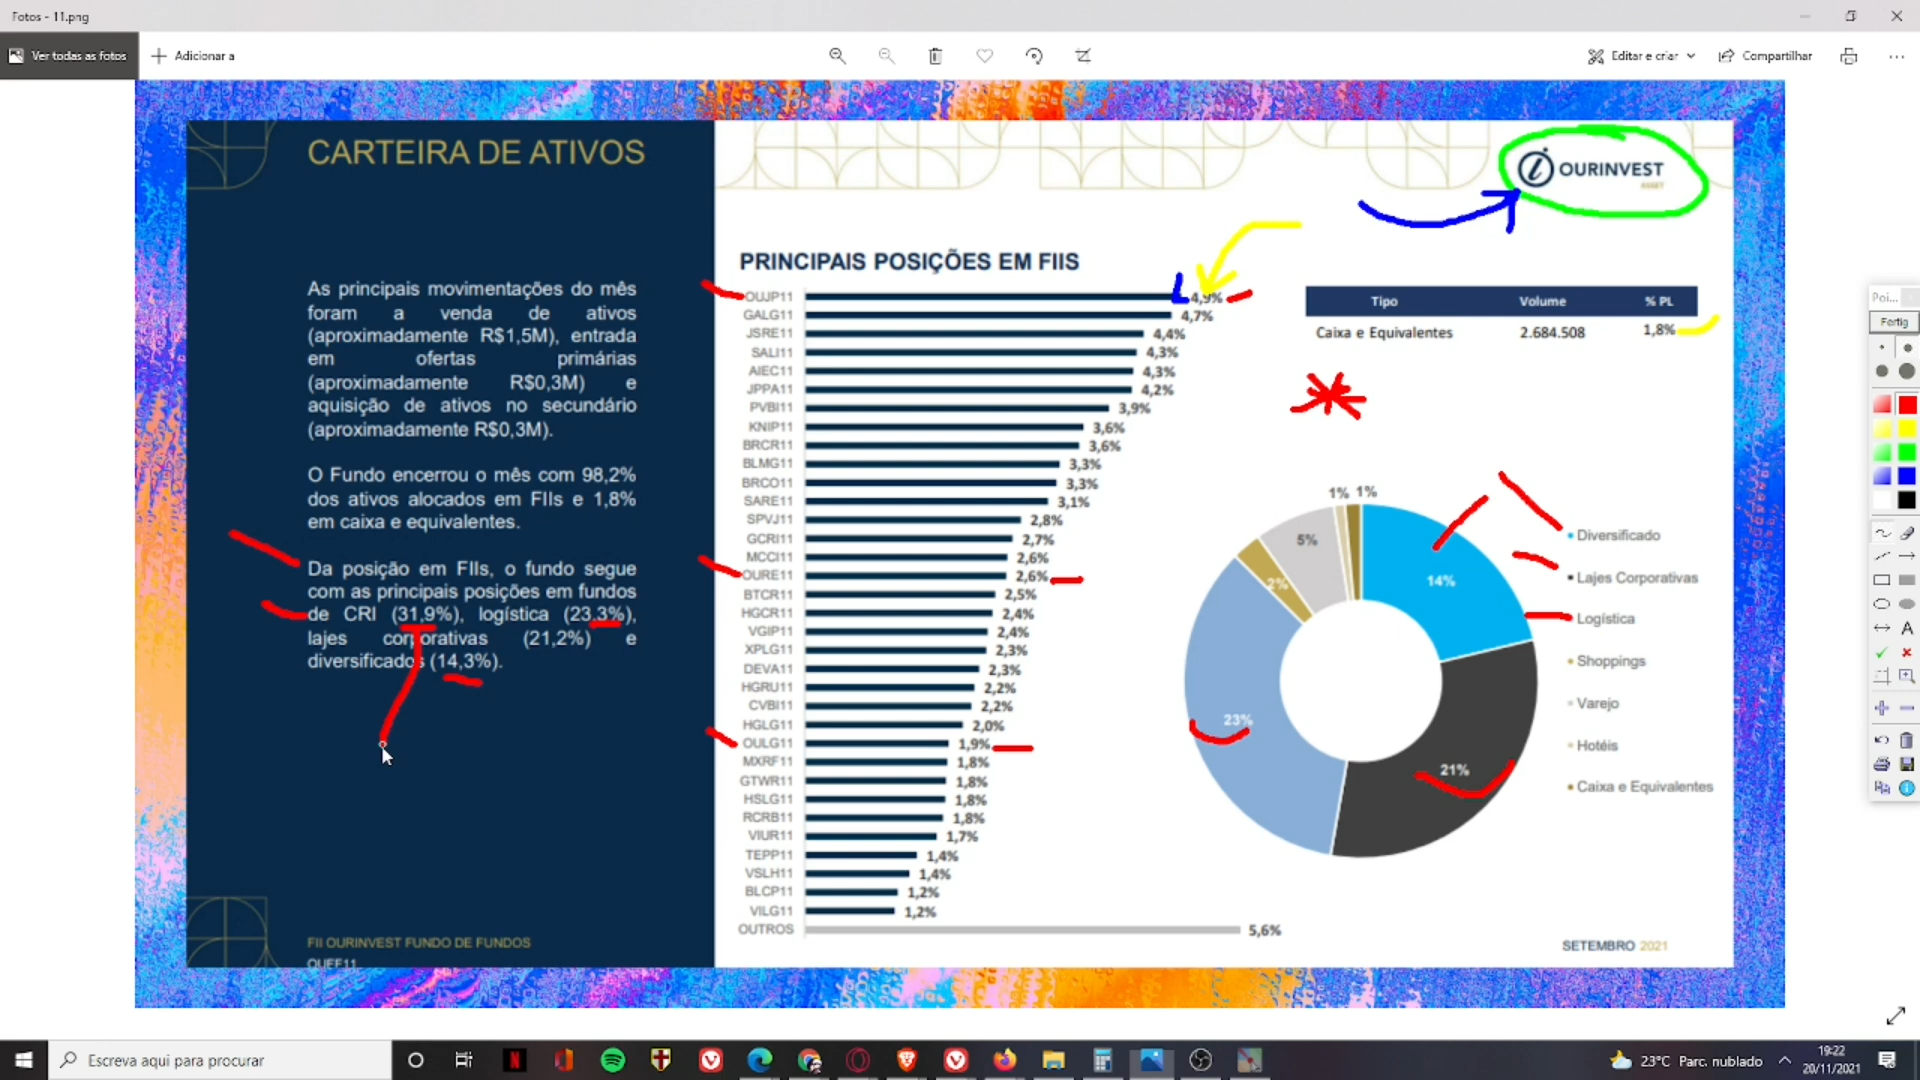 Fotos - 11.png
Ver todas as fotos
Adicionar a
Editar e criar
Compartilhar
CARTEIRA DE ATIVOS
OURINVEST
ASSET
As principais movimentações do mês
foram a venda de ativos
(aproximadamente R$1,5M), entrada
em ofertas primárias
(aproximadamente R$0,3M) e
aquisição de ativos no secundário
(aproximadamente R$0,3M).
O Fundo encerrou o mês com 98,2%
dos ativos alocados em FIIs e 1,8%
em caixa e equivalentes.
Da posição em FIIs, o fundo segue
com as principais posições em fundos
de CRI (31,9%), logística (23,3%),
lajes corporativas (21,2%) e
diversificados (14,3%).
FII OURINVEST FUNDO DE FUNDOS
OUFF11
PRINCIPAIS POSIÇÕES EM FIIS
OUJP11 4,9%
GALG11 4,7%
JSRE11 4,4%
SALI11 4,3%
AIEC11 4,3%
JPPA11 4,2%
PVBI11 3,9%
KNIP11 3,6%
BRCR11 3,6%
BLMG11 3,3%
BRCO11 3,3%
SARE11 3,1%
SPVJ11 2,8%
GCRI11 2,7%
MCCI11 2,6%
OURE11 2,6%
BTCR11 2,5%
HGCR11 2,4%
VGIP11 2,4%
XPLG11 2,3%
DEVA11 2,3%
HGRU11 2,2%
CVBI11 2,2%
HGLG11 2,0%
OULG11 1,9%
MXRF11 1,8%
GTWR11 1,8%
HSLG11 1,8%
RCRB11 1,8%
VIUR11 1,7%
TEPP11 1,4%
VSLH11 1,4%
BLCP11 1,2%
VILG11 1,2%
OUTROS 5,6%
Tipo Volume % PL
Caixa e Equivalentes 2.684.508 1,8%
1% 1%
5%
2%
14%
23%
21%
Diversificado
Lajes Corporativas
Logística
Shoppings
Varejo
Hotéis
Caixa e Equivalentes
SETEMBRO 2021
Poi...
Fertig
A
Escreva aqui para procurar
23°C Parc. nublado
19:22
20/11/2021